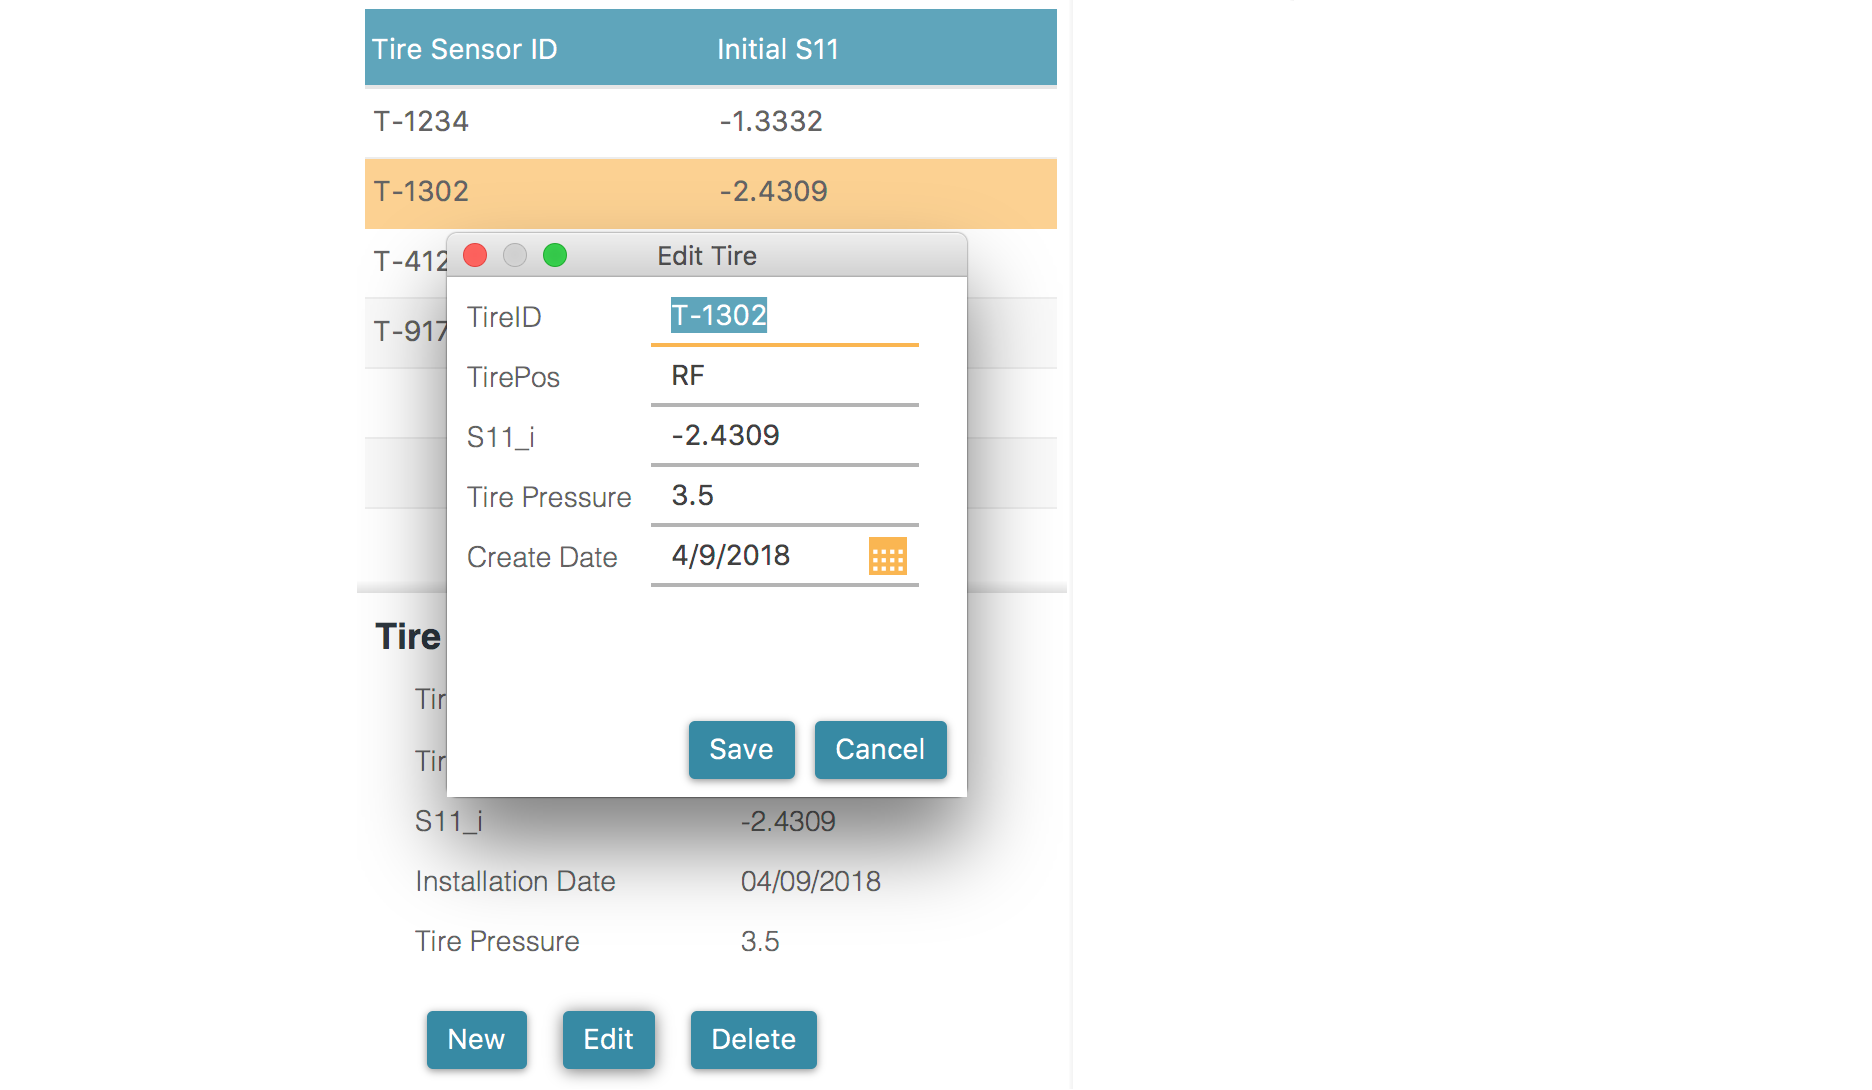 Tire Sensor ID Initial S11
T-1234 -1.3332
T-1302 -2.4309
T-412
T-917
Edit Tire
TireID T-1302
TirePos RF
S11_i -2.4309
Tire Pressure 3.5
Create Date 4/9/2018
Save Cancel
Tire
S11_i -2.4309
Installation Date 04/09/2018
Tire Pressure 3.5
New Edit Delete